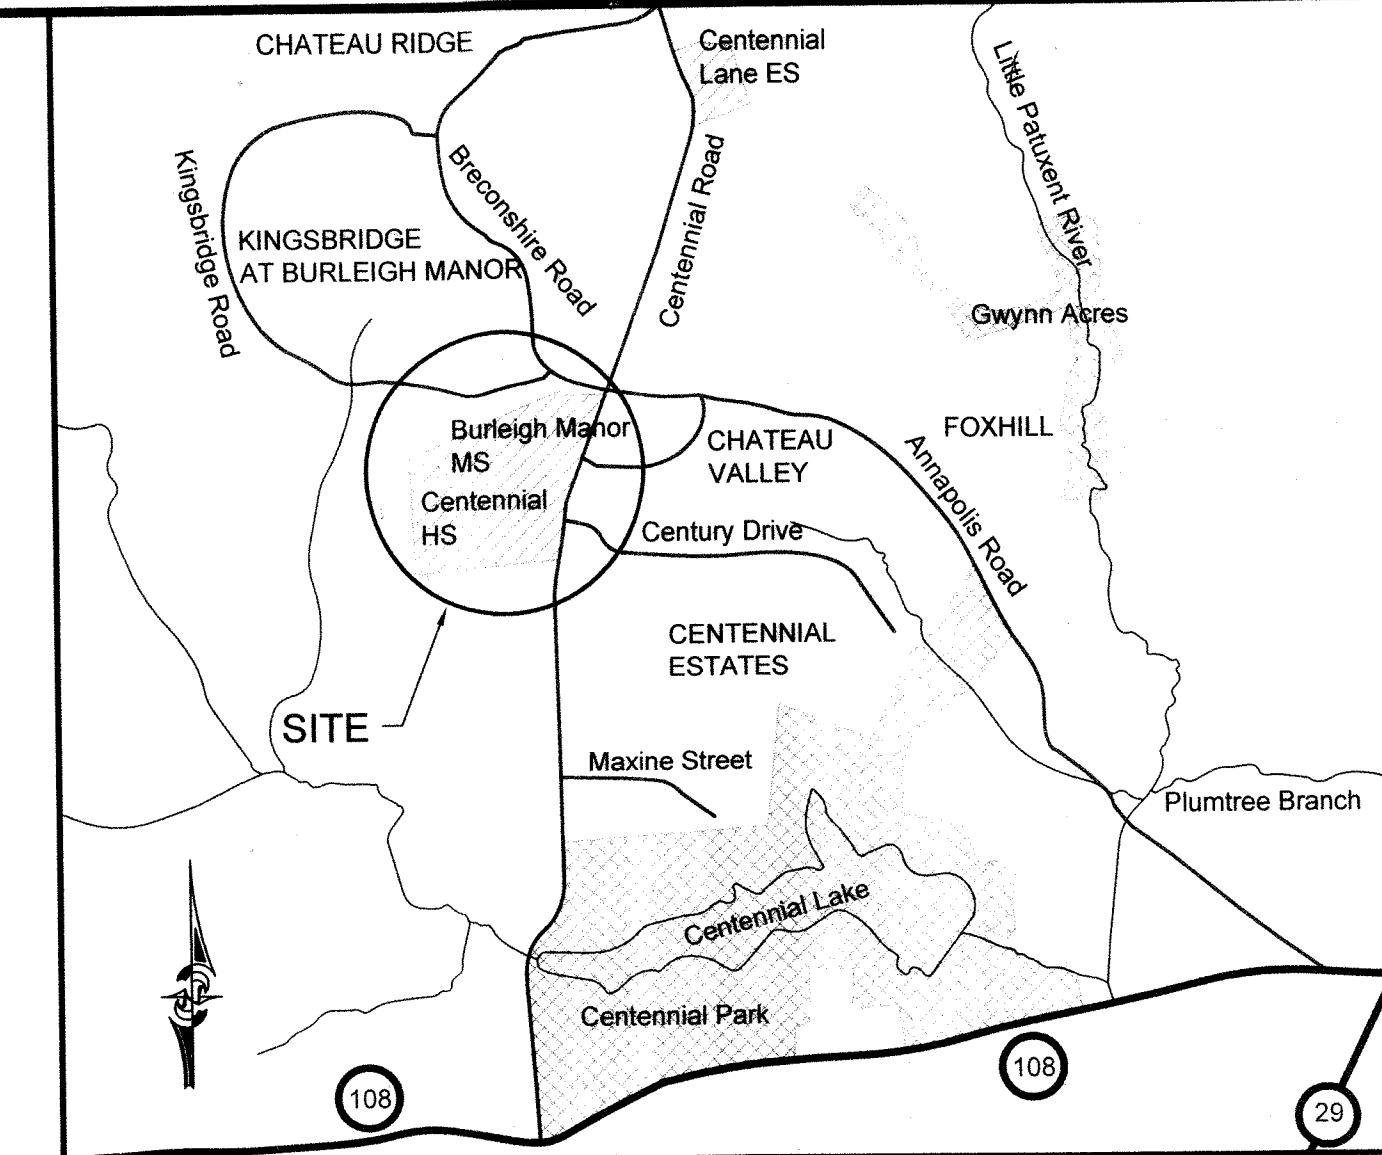 CHATEAU RIDGE
Centennial
Lane ES
Little Patuxent River
Kingsbridge Road
Breconshire Road
Centennial Road
KINGSBRIDGE
AT BURLEIGH MANOR
Gwynn Acres
Burleigh Manor
MS
CHATEAU
VALLEY
FOXHILL
Annapolis Road
Centennial
HS
Century Drive
CENTENNIAL
ESTATES
SITE
Maxine Street
Plumtree Branch
Centennial Lake
Centennial Park
108
108
29